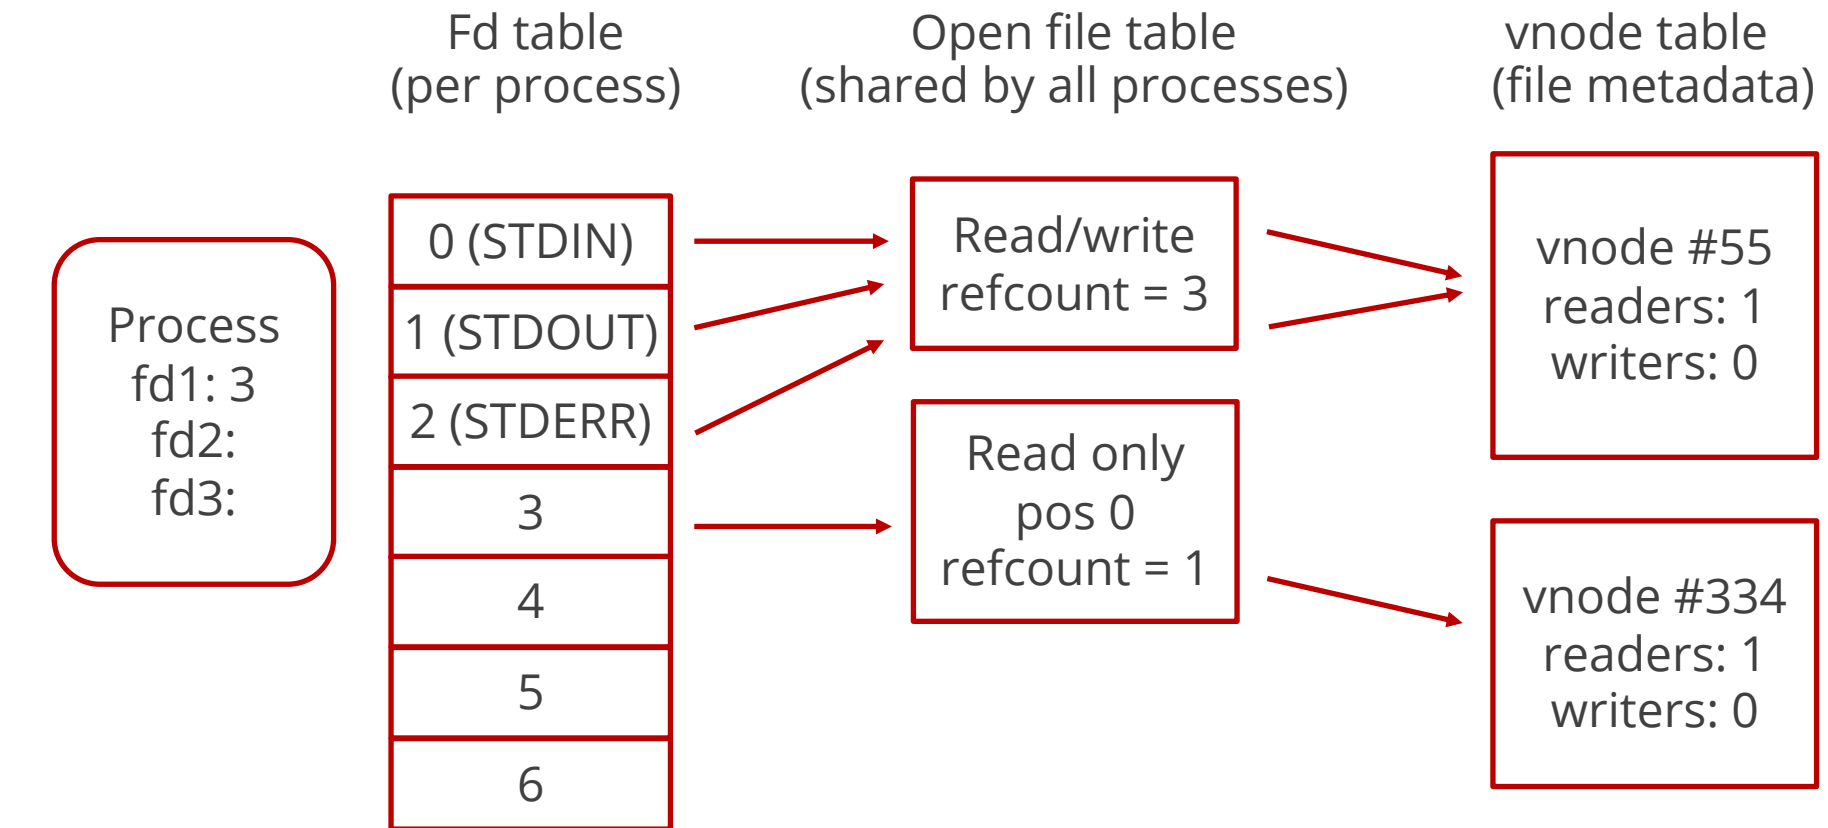 Fd table
(per process)
Open file table
(shared by all processes)
vnode table
(file metadata)
Process
fd1: 3
fd2:
fd3:
0 (STDIN)
1 (STDOUT)
2 (STDERR)
3
4
5
6
Read/write
refcount = 3
Read only
pos 0
refcount = 1
vnode #55
readers: 1
writers: 0
vnode #334
readers: 1
writers: 0